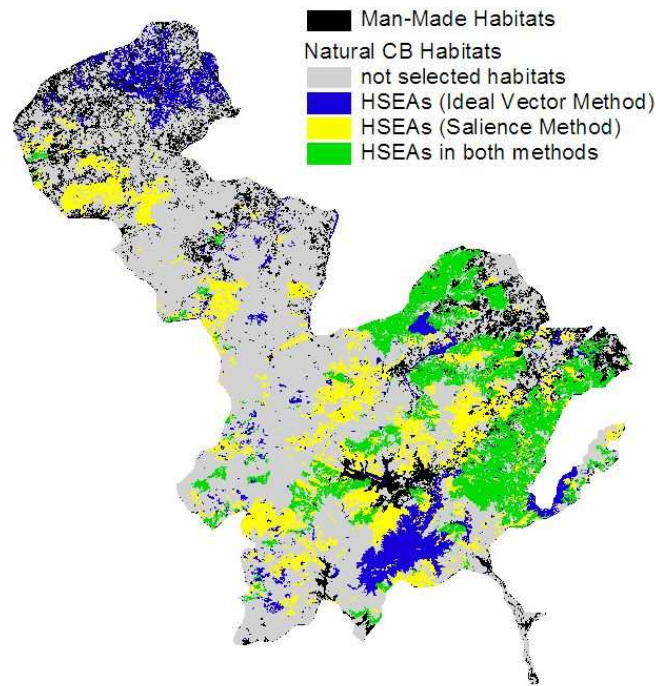 Man-Made Habitats
Natural CB Habitats
not selected habitats
HSEAs (Ideal Vector Method)
HSEAs (Salience Method)
HSEAs in both methods